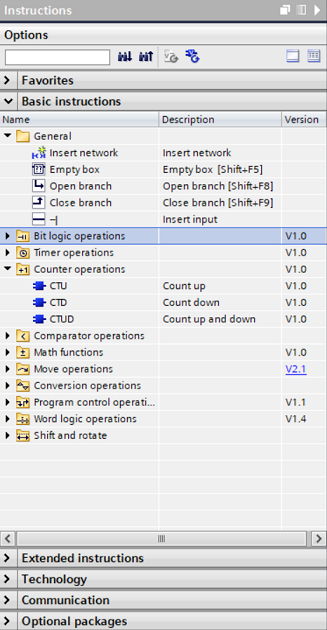 Instructions
Options
Favorites
Basic instructions
Name Description Version
General
Insert network Insert network
Empty box Empty box [Shift+F5]
Open branch Open branch [Shift+F8]
Close branch Close branch [Shift+F9]
–| Insert input
Bit logic operations V1.0
Timer operations V1.0
Counter operations V1.0
CTU Count up V1.0
CTD Count down V1.0
CTUD Count up and down V1.0
Comparator operations
Math functions V1.0
Move operations V2.1
Conversion operations
Program control operati... V1.1
Word logic operations V1.4
Shift and rotate
Extended instructions
Technology
Communication
Optional packages